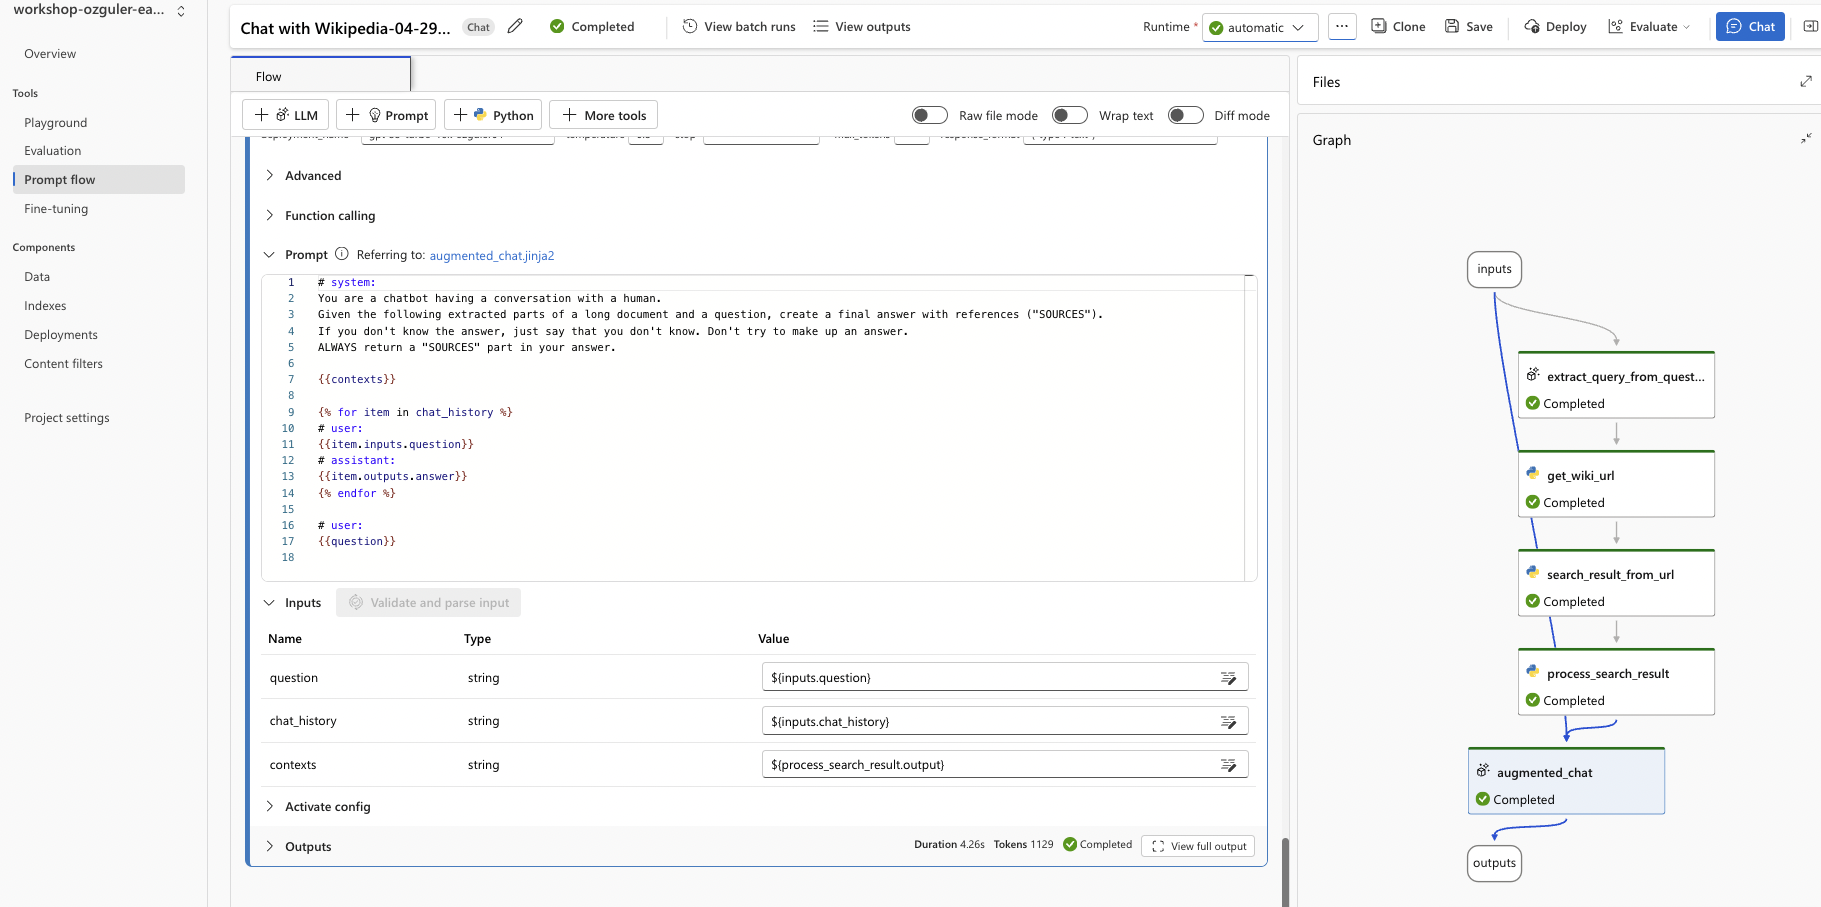 workshop-ozguler-ea...
Overview
Tools
Playground
Evaluation
Prompt flow
Fine-tuning
Components
Data
Indexes
Deployments
Content filters
Project settings
Chat with Wikipedia-04-29... Chat Completed View batch runs View outputs Runtime * automatic ... Clone Save Deploy Evaluate Chat
Flow
LLM Prompt Python More tools Raw file mode Wrap text Diff mode
Advanced
Function calling
Prompt Referring to: augmented_chat.jinja2
1 # system:
2 You are a chatbot having a conversation with a human.
3 Given the following extracted parts of a long document and a question, create a final answer with references ("SOURCES").
4 If you don't know the answer, just say that you don't know. Don't try to make up an answer.
5 ALWAYS return a "SOURCES" part in your answer.
6
7 {{contexts}}
8
9 {% for item in chat_history %}
10 # user:
11 {{item.inputs.question}}
12 # assistant:
13 {{item.outputs.answer}}
14 {% endfor %}
15
16 # user:
17 {{question}}
18
Inputs Validate and parse input
Name Type Value
question string ${inputs.question}
chat_history string ${inputs.chat_history}
contexts string ${process_search_result.output}
Activate config
Outputs Duration 4.26s Tokens 1129 Completed View full output
Files
Graph
inputs
extract_query_from_quest...
Completed
get_wiki_url
Completed
search_result_from_url
Completed
process_search_result
Completed
augmented_chat
Completed
outputs